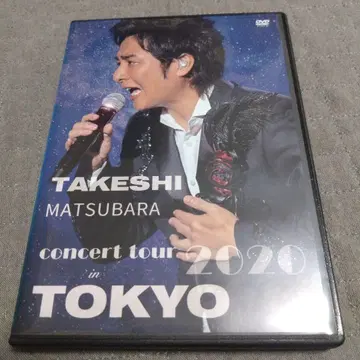 DVD
TAKESHI
MATSUBARA
concert tour 2020
in
TOKYO